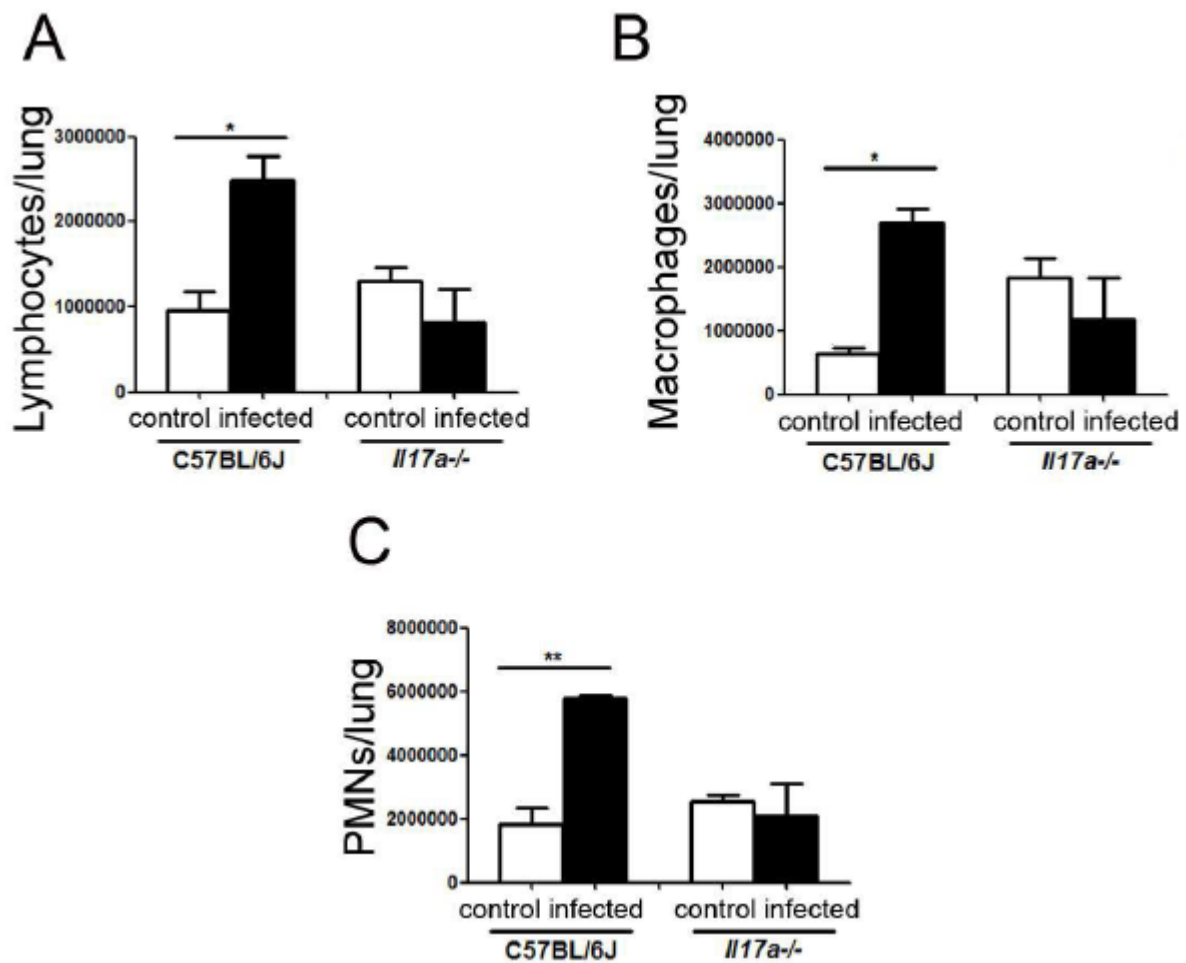 A
Lymphocytes/lung
3000000
2000000
1000000
0
*
control infected control infected
C57BL/6J Il17a-/-
B
Macrophages/lung
4000000
3000000
2000000
1000000
0
*
control infected control infected
C57BL/6J Il17a-/-
C
PMNs/lung
8000000
6000000
4000000
2000000
0
**
control infected control infected
C57BL/6J Il17a-/-